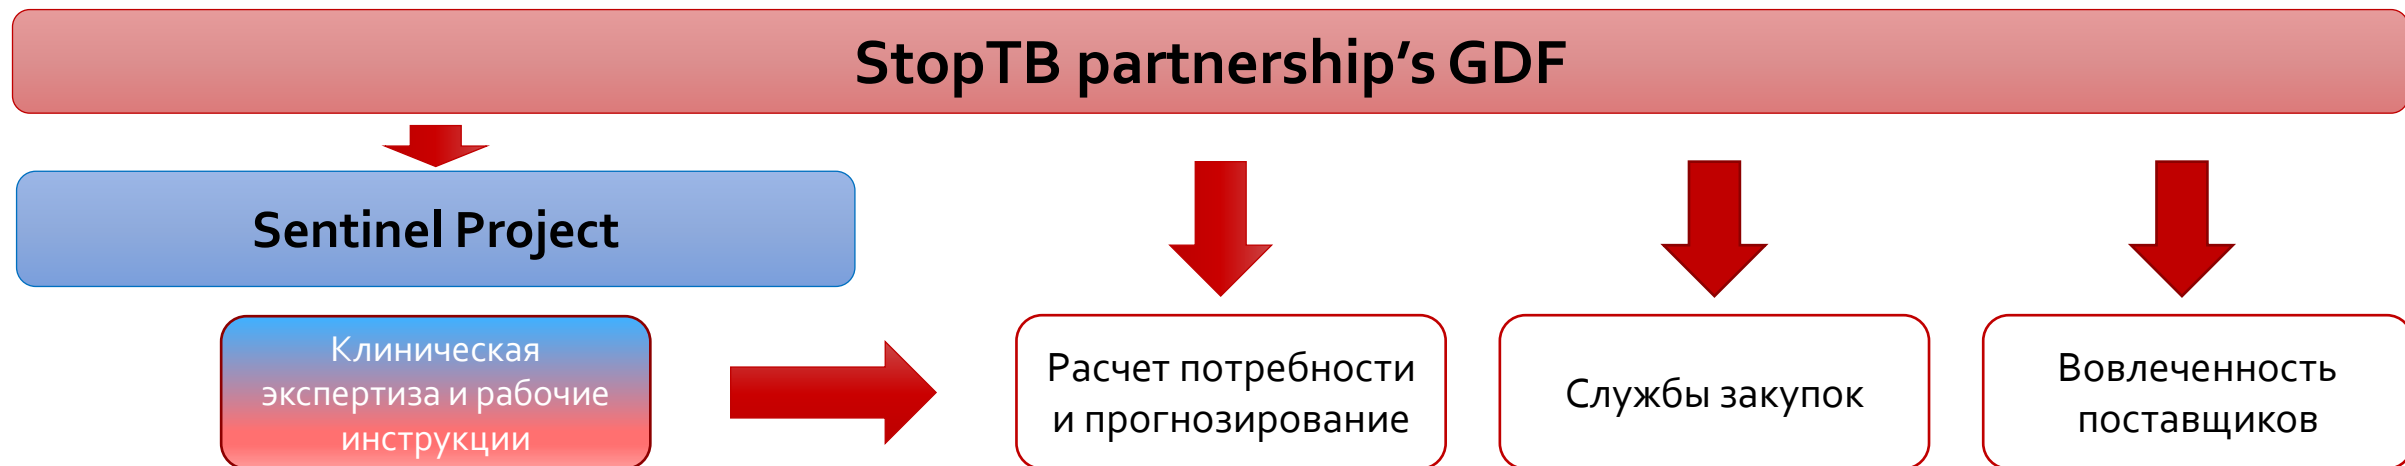 StopTB partnership’s GDF
Sentinel Project
Клиническая
экспертиза и рабочие
инструкции
Расчет потребности
и прогнозирование
Службы закупок
Вовлеченность
поставщиков